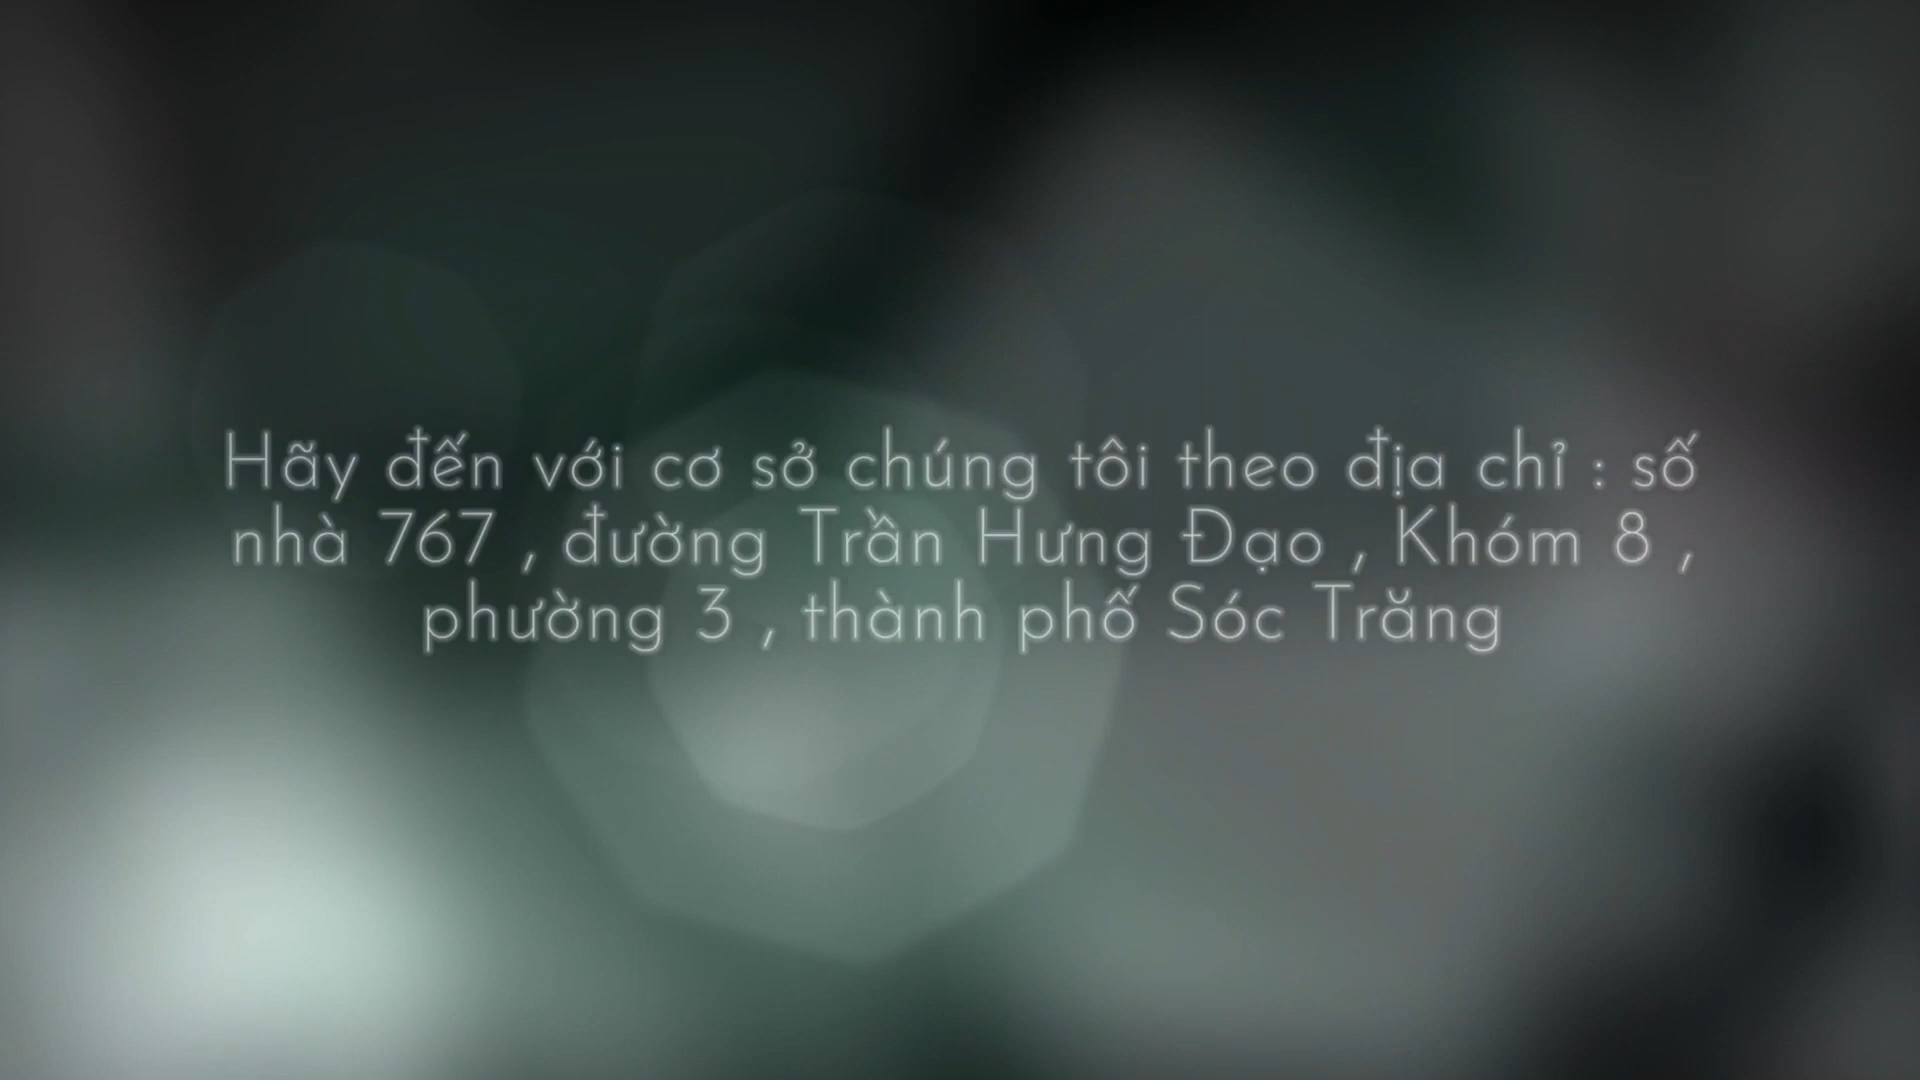 Hãy đến với cơ sở chúng tôi theo địa chỉ : số
nhà 767 , đường Trần Hưng Đạo , Khóm 8 ,
phường 3 , thành phố Sóc Trăng